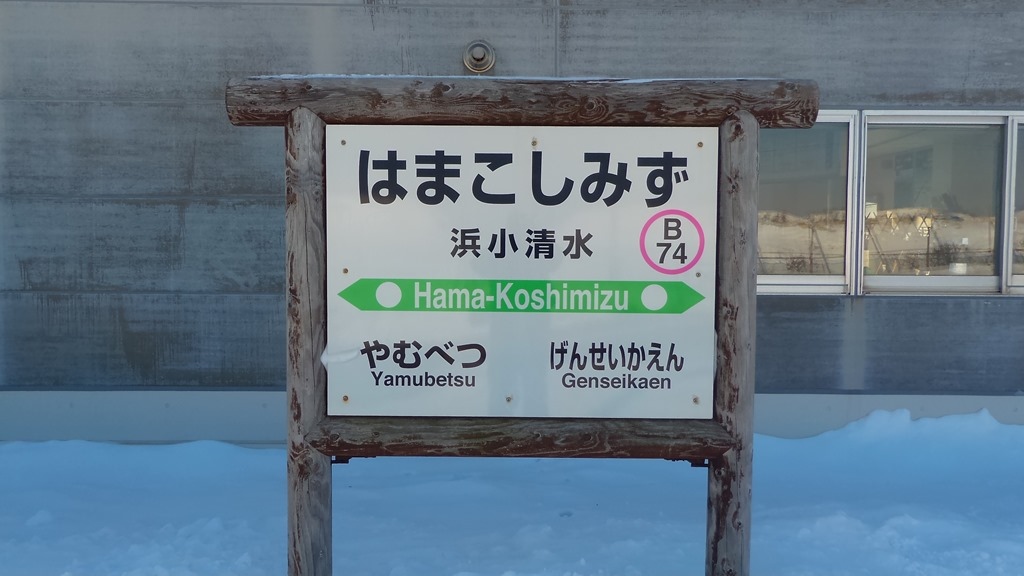 はまこしみず
浜小清水
B
74
Hama-Koshimizu
やむべつ
Yamubetsu
げんせいかえん
Genseikaen